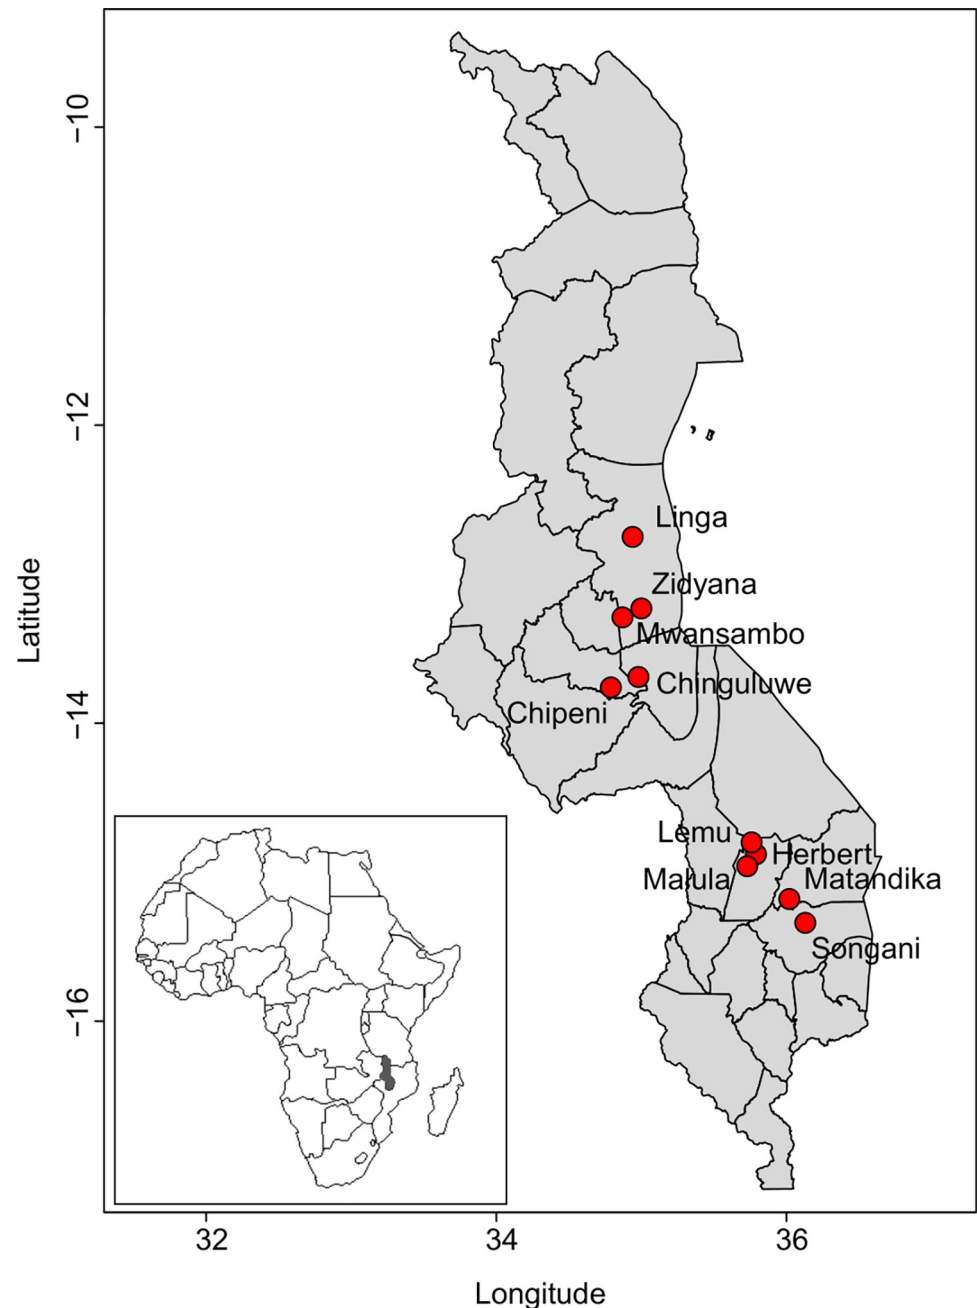 −10
−12
−14
−16
Latitude
Linga
Zidyana
Mwansambo
Chinguluwe
Chipeni
Lemu
Herbert
Malula
Matandika
Songani
32
34
36
Longitude